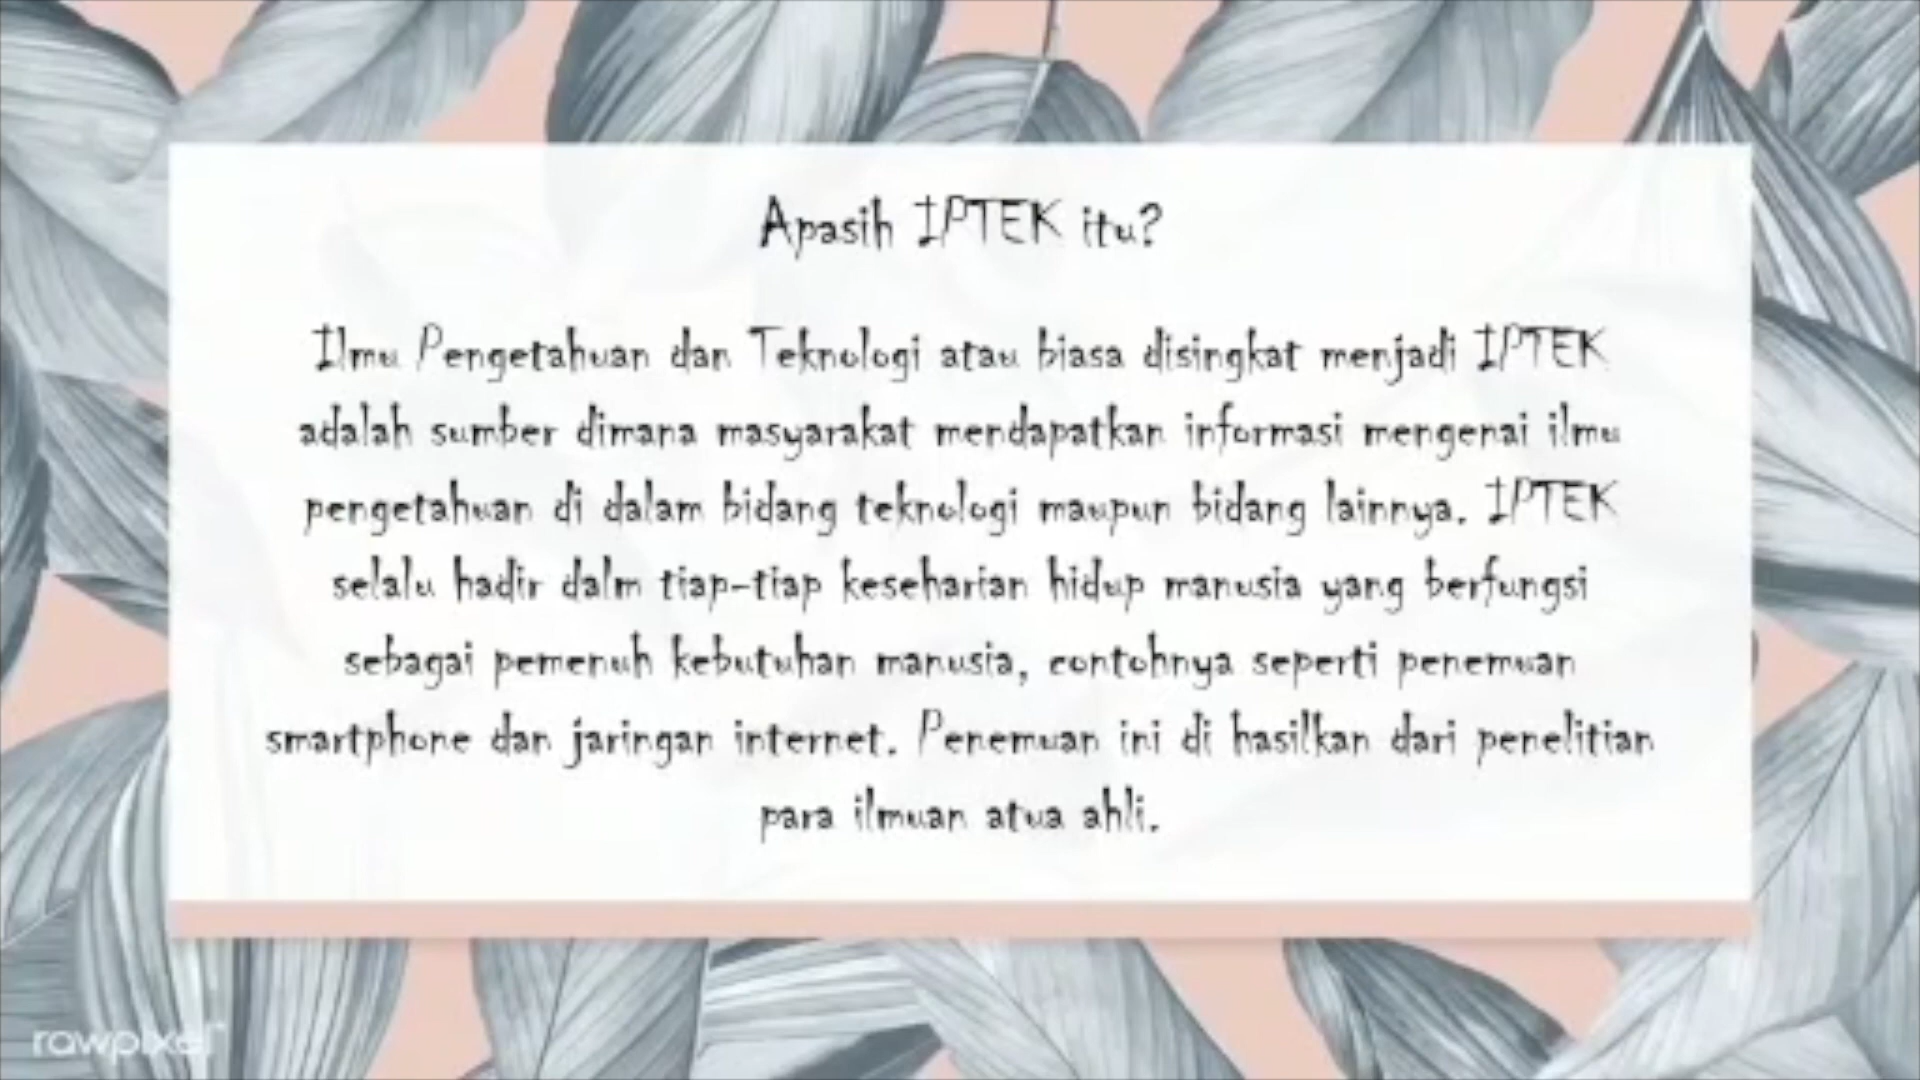 Apasih IPTEK itu?
Ilmu Pengetahuan dan Teknologi atau biasa disingkat menjadi IPTEK
adalah sumber dimana masyarakat mendapatkan informasi mengenai ilmu
pengetahuan di dalam bidang teknologi maupun bidang lainnya. IPTEK
selalu hadir dalm tiap-tiap keseharian hidup manusia yang berfungsi
sebagai pemenuh kebutuhan manusia, contohnya seperti penemuan
smartphone dan jaringan internet. Penemuan ini di hasilkan dari penelitian
para ilmuan atua ahli.
rawpixel